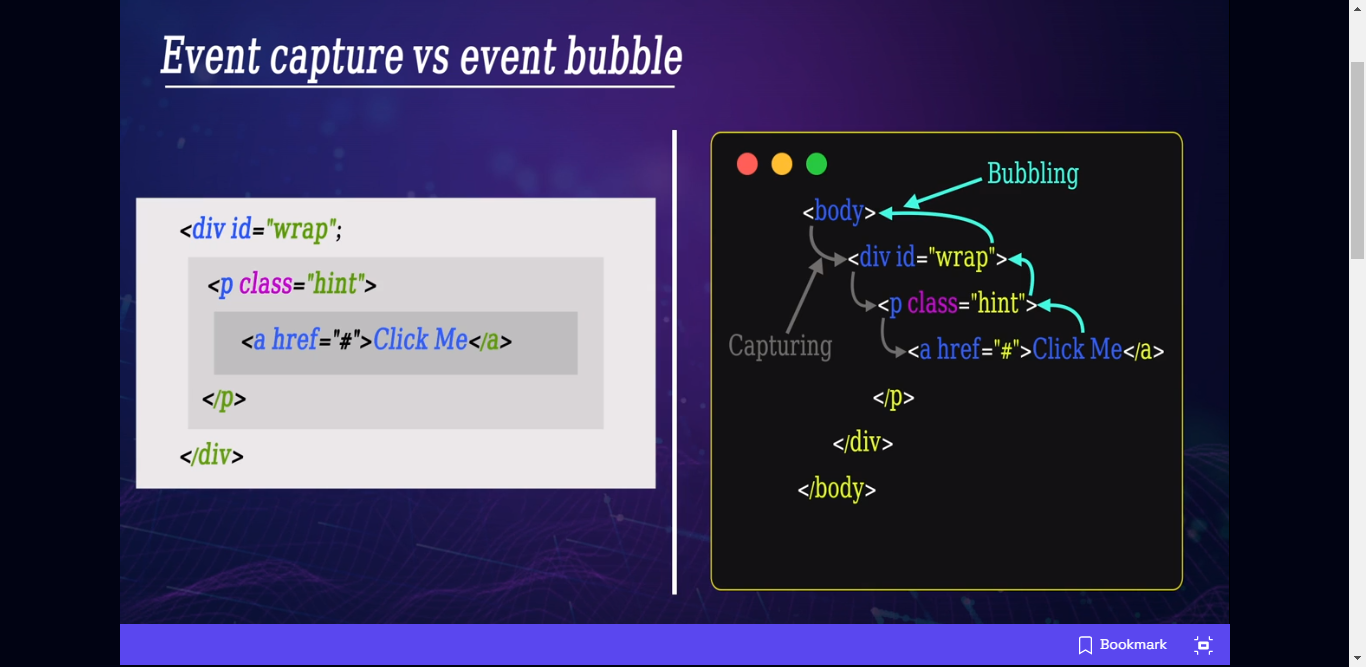 Event capture vs event bubble
<div id="wrap";
<p class="hint">
<a href="#">Click Me</a>
</p>
</div>
Bubbling
<body>
<div id="wrap">
<p class="hint">
Capturing
<a href="#">Click Me</a>
</p>
</div>
</body>
Bookmark